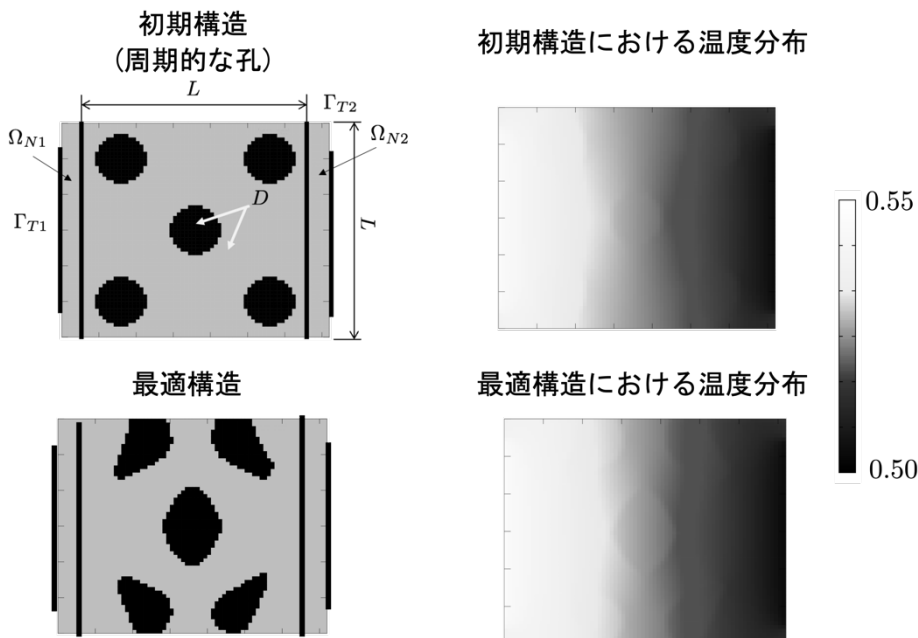 初期構造
(周期的な孔)
初期構造における温度分布
L
Γ_{T2}
Ω_{N1}
Ω_{N2}
D
Γ_{T1}
L
0.55
最適構造
最適構造における温度分布
0.50